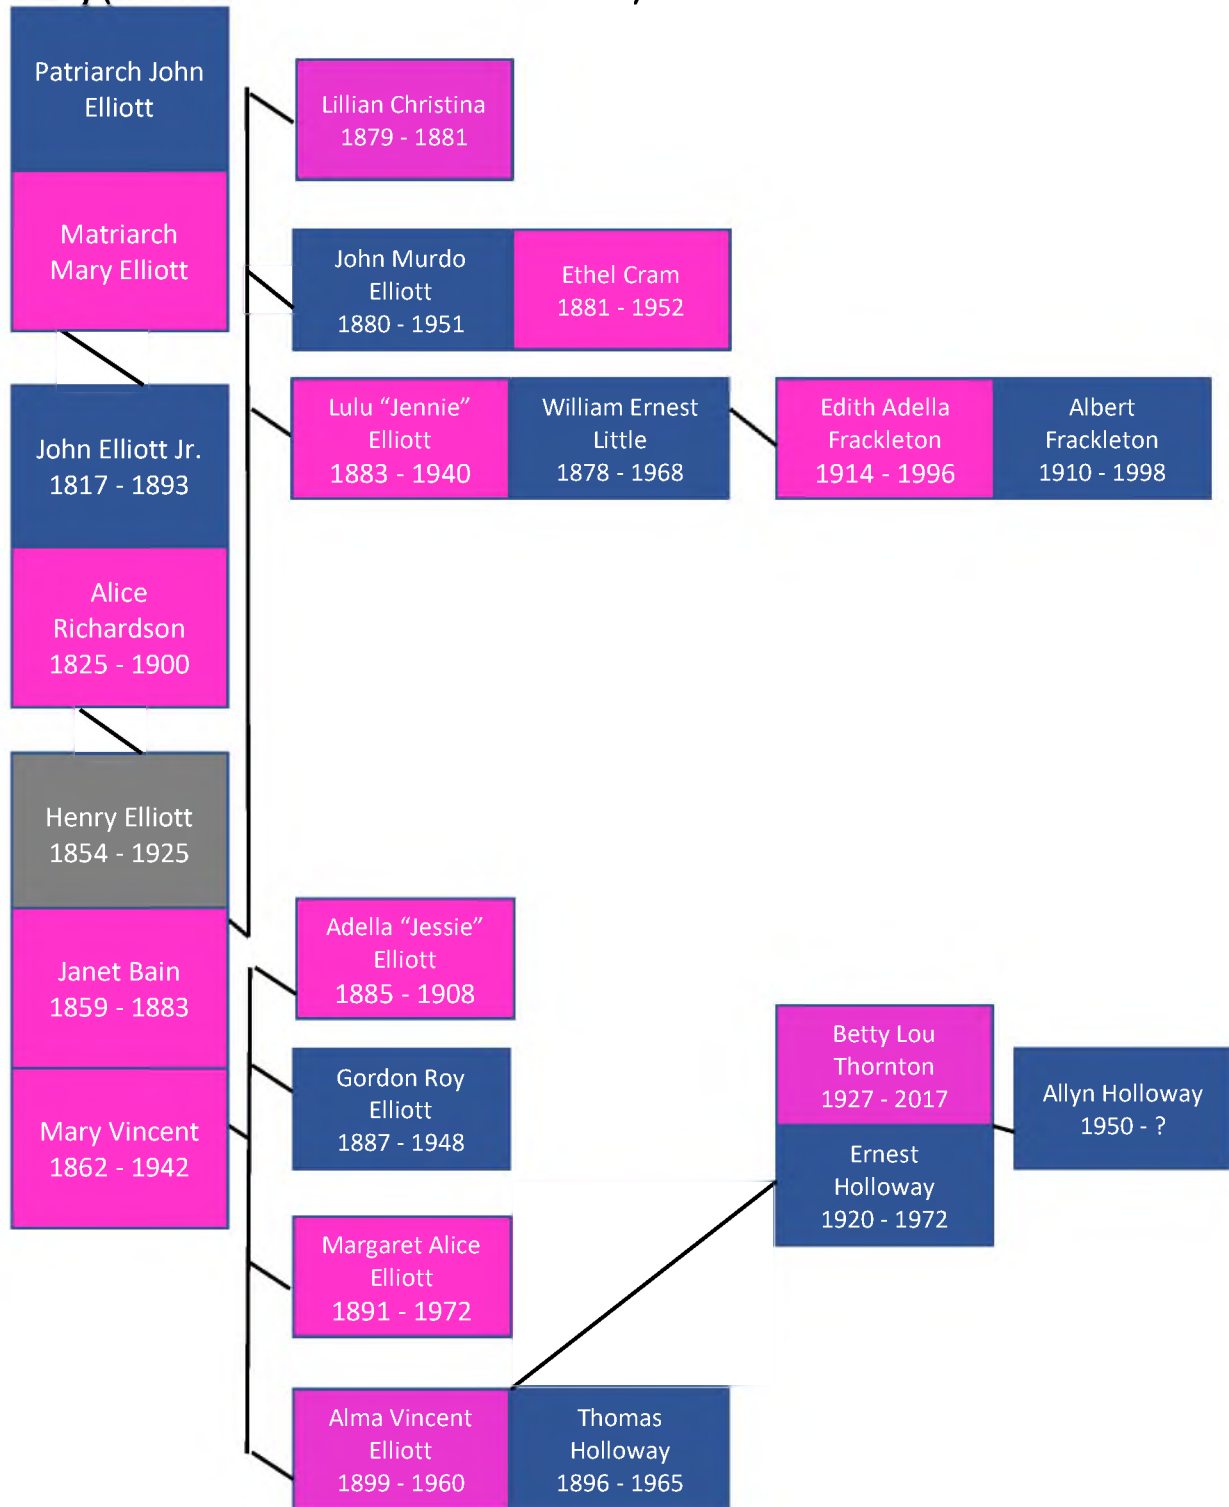 Patriarch John
Elliott
Matriarch
Mary Elliott
John Elliott Jr.
1817 - 1893
Alice
Richardson
1825 - 1900
Henry Elliott
1854 - 1925
Janet Bain
1859 - 1883
Mary Vincent
1862 - 1942
Lillian Christina
1879 - 1881
John Murdo
Elliott
1880 - 1951
Ethel Cram
1881 - 1952
Lulu “Jennie”
Elliott
1883 - 1940
William Ernest
Little
1878 - 1968
Edith Adella
Frackleton
1914 - 1996
Albert
Frackleton
1910 - 1998
Adella “Jessie”
Elliott
1885 - 1908
Gordon Roy
Elliott
1887 - 1948
Margaret Alice
Elliott
1891 - 1972
Alma Vincent
Elliott
1899 - 1960
Thomas
Holloway
1896 - 1965
Betty Lou
Thornton
1927 - 2017
Ernest
Holloway
1920 - 1972
Allyn Holloway
1950 - ?